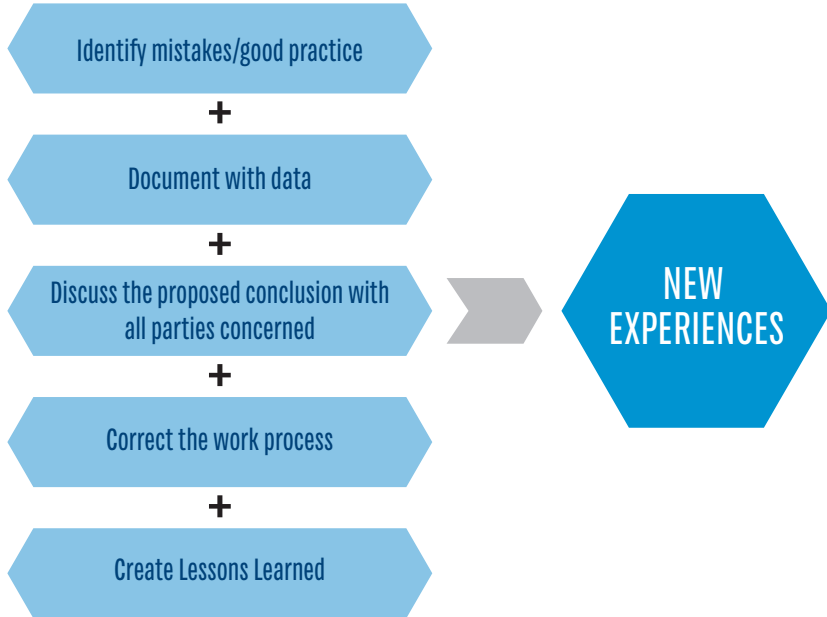 Identify mistakes/good practice
+
Document with data
+
Discuss the proposed conclusion with
all parties concerned
+
Correct the work process
+
Create Lessons Learned
NEW
EXPERIENCES